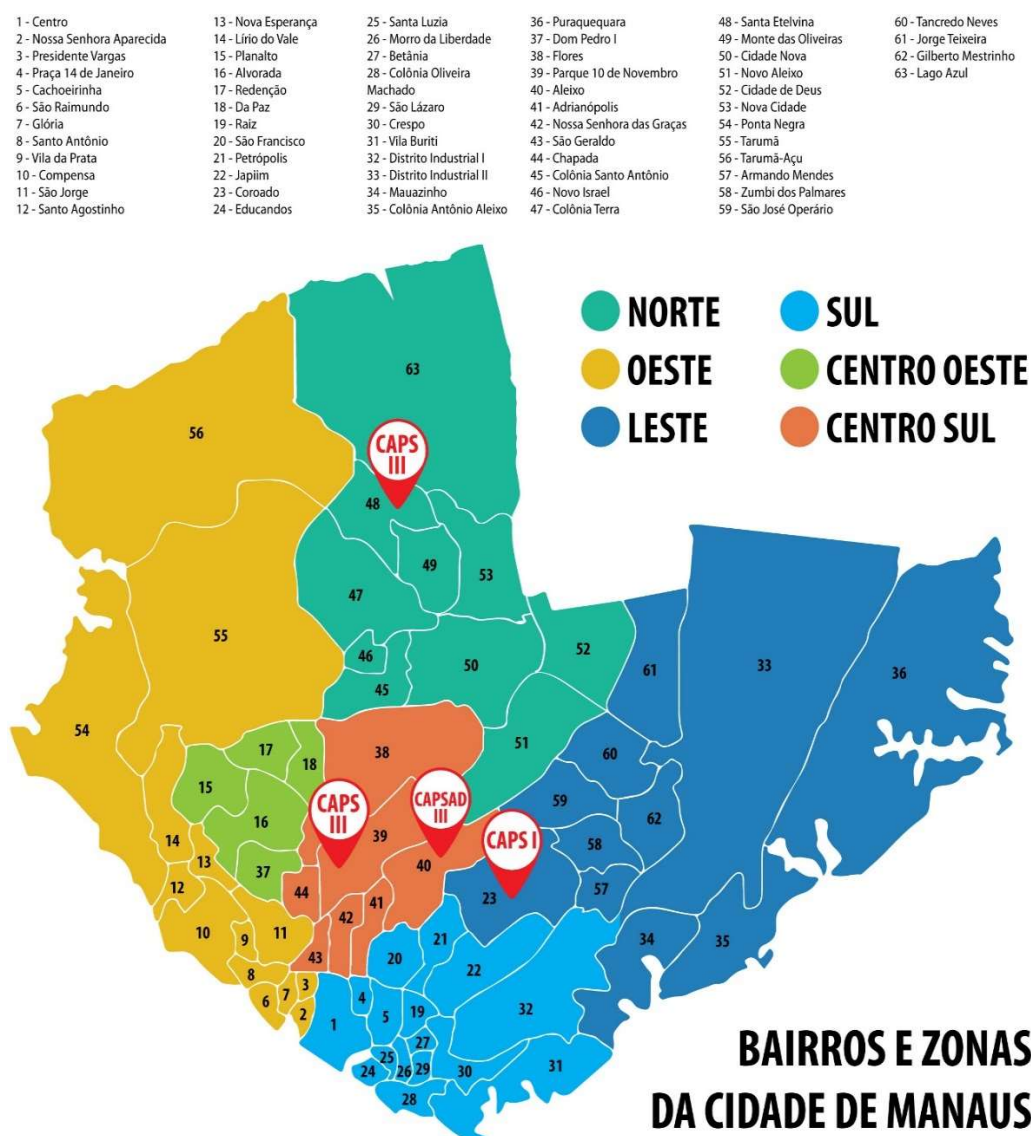 1 - Centro
2 - Nossa Senhora Aparecida
3 - Presidente Vargas
4 - Praça 14 de Janeiro
5 - Cachoeirinha
6 - São Raimundo
7 - Glória
8 - Santo Antônio
9 - Vila da Prata
10 - Compensa
11 - São Jorge
12 - Santo Agostinho
13 - Nova Esperança
14 - Lírio do Vale
15 - Planalto
16 - Alvorada
17 - Redenção
18 - Da Paz
19 - Raiz
20 - São Francisco
21 - Petrópolis
22 - Japiim
23 - Coroado
24 - Educandos
25 - Santa Luzia
26 - Morro da Liberdade
27 - Betânia
28 - Colônia Oliveira
Machado
29 - São Lázaro
30 - Crespo
31 - Vila Buriti
32 - Distrito Industrial I
33 - Distrito Industrial II
34 - Mauazinho
35 - Colônia Antônio Aleixo
36 - Puraquequara
37 - Dom Pedro I
38 - Flores
39 - Parque 10 de Novembro
40 - Aleixo
41 - Adrianópolis
42 - Nossa Senhora das Graças
43 - São Geraldo
44 - Chapada
45 - Colônia Santo Antônio
46 - Novo Israel
47 - Colônia Terra
48 - Santa Etelvina
49 - Monte das Oliveiras
50 - Cidade Nova
51 - Novo Aleixo
52 - Cidade de Deus
53 - Nova Cidade
54 - Ponta Negra
55 - Tarumã
56 - Tarumã-Açu
57 - Armando Mendes
58 - Zumbi dos Palmares
59 - São José Operário
60 - Tancredo Neves
61 - Jorge Teixeira
62 - Gilberto Mestrinho
63 - Lago Azul
NORTE
OESTE
LESTE
SUL
CENTRO OESTE
CENTRO SUL
63
56
CAPS
III
48
49
53
47
55
46
50
52
45
61
33
36
54
51
38
17
18
60
15
CAPS
III
CAPSAD
III
59
16
39
CAPS I
62
14
58
13
40
37
12
44
23
57
41
42
10
9
11
34
35
43
21
20
22
8
3
7
6
2
4
1
5
19
32
27
25
24
26
29
30
31
28
BAIRROS E ZONAS
DA CIDADE DE MANAUS